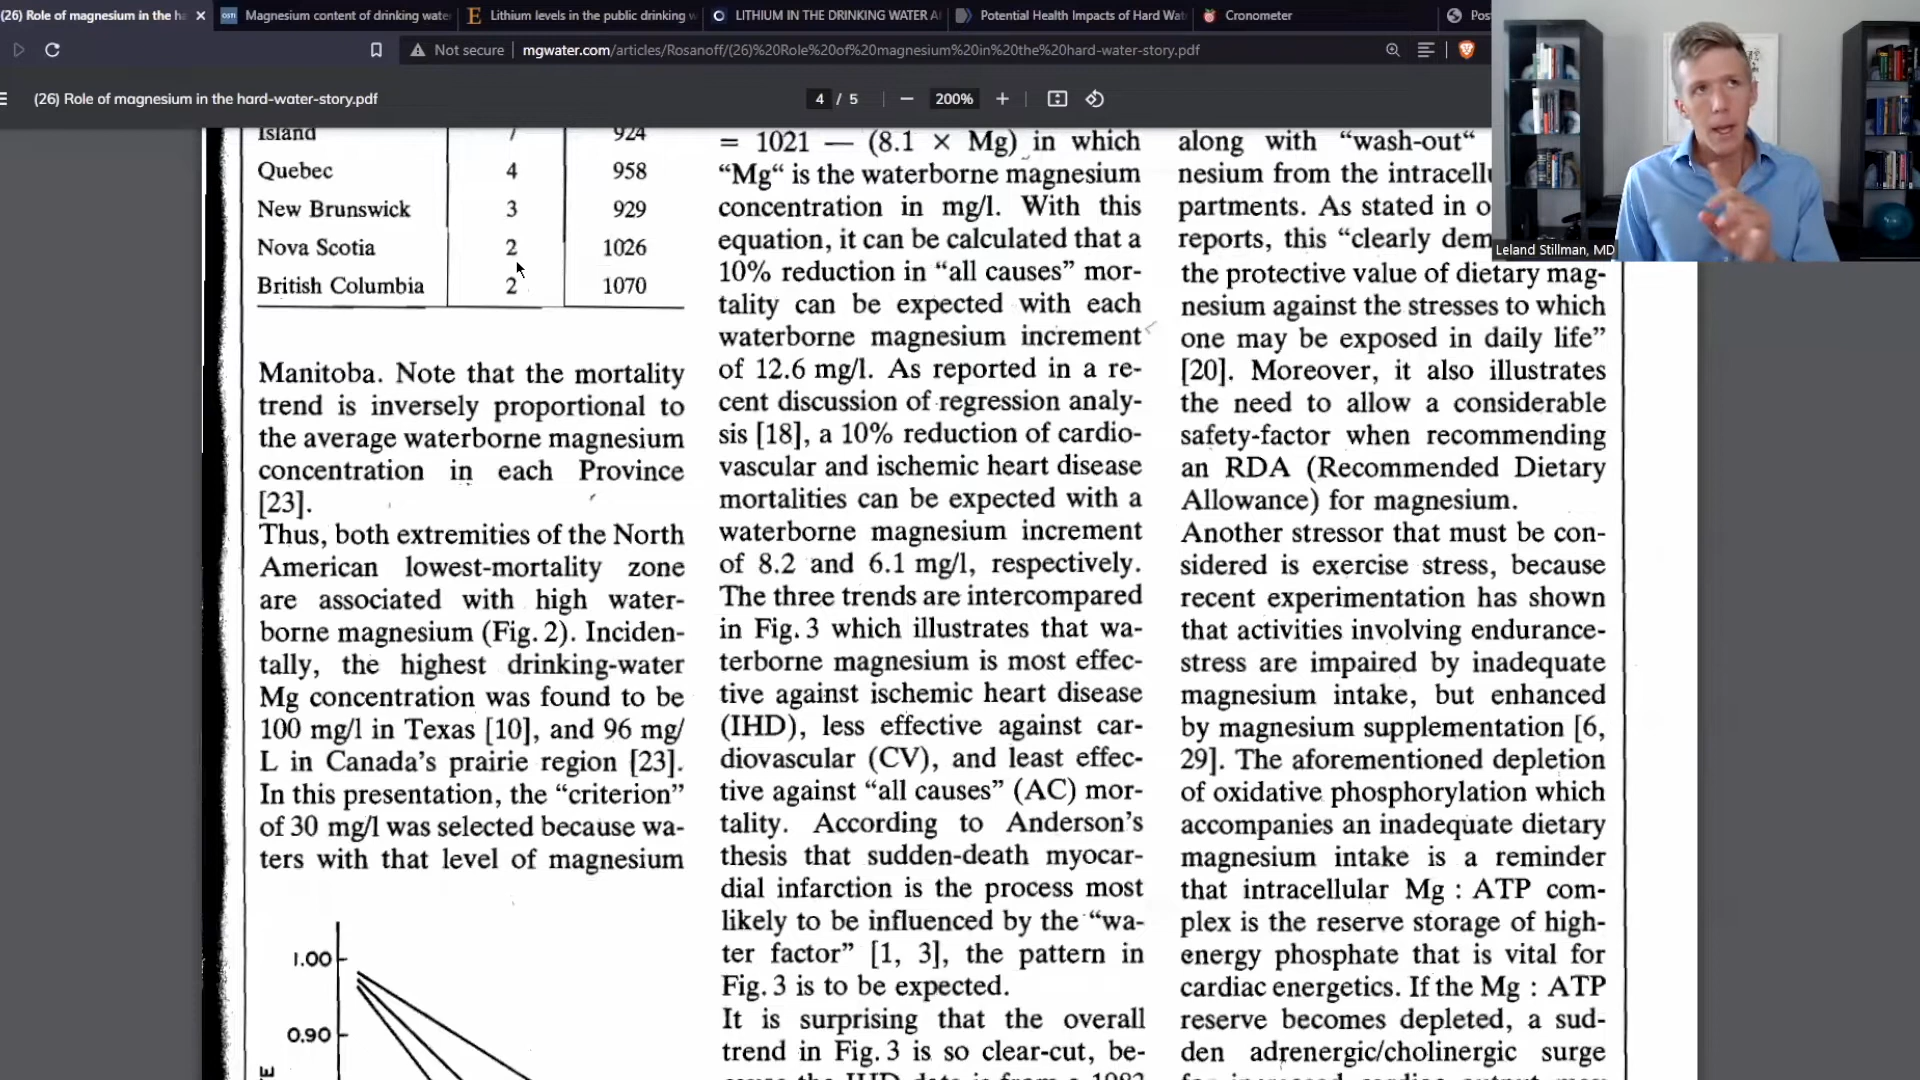 (26) Role of magnesium in the ha
Magnesium content of drinking wate
Lithium levels in the public drinking w
LITHIUM IN THE DRINKING WATER A
Potential Health Impacts of Hard Wat
Cronometer
Pos
Not secure
mgwater.com/articles/Rosanoff/(26)%20Role%20of%20magnesium%20in%20the%20hard-water-story.pdf
(26) Role of magnesium in the hard-water-story.pdf
4 / 5
200%
Leland Stillman, MD
Island 7 924
Quebec 4 958
New Brunswick 3 929
Nova Scotia 2 1026
British Columbia 2 1070
Manitoba. Note that the mortality
trend is inversely proportional to
the average waterborne magnesium
concentration in each Province
[23].
Thus, both extremities of the North
American lowest-mortality zone
are associated with high water-
borne magnesium (Fig. 2). Inciden-
tally, the highest drinking-water
Mg concentration was found to be
100 mg/l in Texas [10], and 96 mg/
L in Canada's prairie region [23].
In this presentation, the “criterion”
of 30 mg/l was selected because wa-
ters with that level of magnesium
1.00
0.90
= 1021 — (8.1 × Mg) in which
“Mg“ is the waterborne magnesium
concentration in mg/l. With this
equation, it can be calculated that a
10% reduction in “all causes” mor-
tality can be expected with each
waterborne magnesium increment
of 12.6 mg/l. As reported in a re-
cent discussion of regression analy-
sis [18], a 10% reduction of cardio-
vascular and ischemic heart disease
mortalities can be expected with a
waterborne magnesium increment
of 8.2 and 6.1 mg/l, respectively.
The three trends are intercompared
in Fig. 3 which illustrates that wa-
terborne magnesium is most effec-
tive against ischemic heart disease
(IHD), less effective against car-
diovascular (CV), and least effec-
tive against “all causes” (AC) mor-
tality. According to Anderson's
thesis that sudden-death myocar-
dial infarction is the process most
likely to be influenced by the “wa-
ter factor” [1, 3], the pattern in
Fig. 3 is to be expected.
It is surprising that the overall
trend in Fig. 3 is so clear-cut, be-
along with “wash-out“
nesium from the intracell
partments. As stated in o
reports, this “clearly dem
the protective value of dietary mag-
nesium against the stresses to which
one may be exposed in daily life”
[20]. Moreover, it also illustrates
the need to allow a considerable
safety-factor when recommending
an RDA (Recommended Dietary
Allowance) for magnesium.
Another stressor that must be con-
sidered is exercise stress, because
recent experimentation has shown
that activities involving endurance-
stress are impaired by inadequate
magnesium intake, but enhanced
by magnesium supplementation [6,
29]. The aforementioned depletion
of oxidative phosphorylation which
accompanies an inadequate dietary
magnesium intake is a reminder
that intracellular Mg : ATP com-
plex is the reserve storage of high-
energy phosphate that is vital for
cardiac energetics. If the Mg : ATP
reserve becomes depleted, a sud-
den adrenergic/cholinergic surge